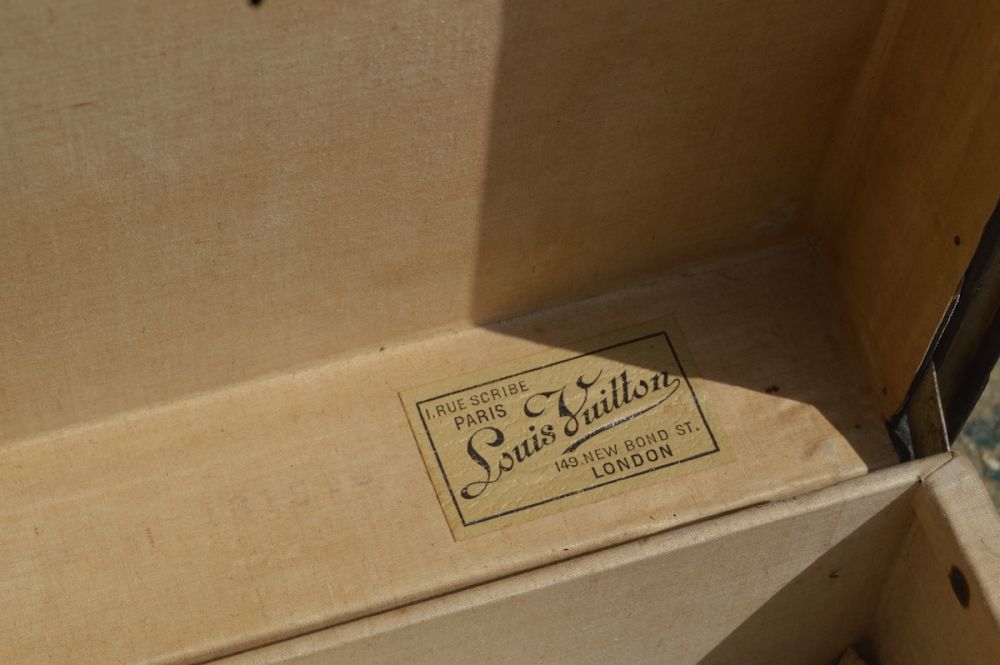 1.RUE SCRIBE
PARIS
Louis Vuitton
149.NEW BOND ST.
LONDON